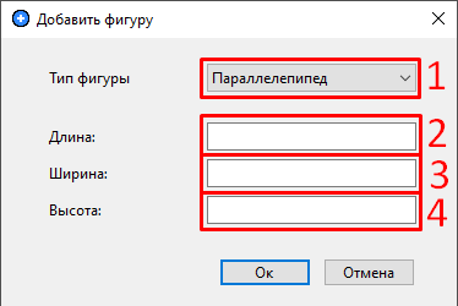 Добавить фигуру
Тип фигуры Параллелепипед 1
Длина: 2
Ширина: 3
Высота: 4
Ок Отмена